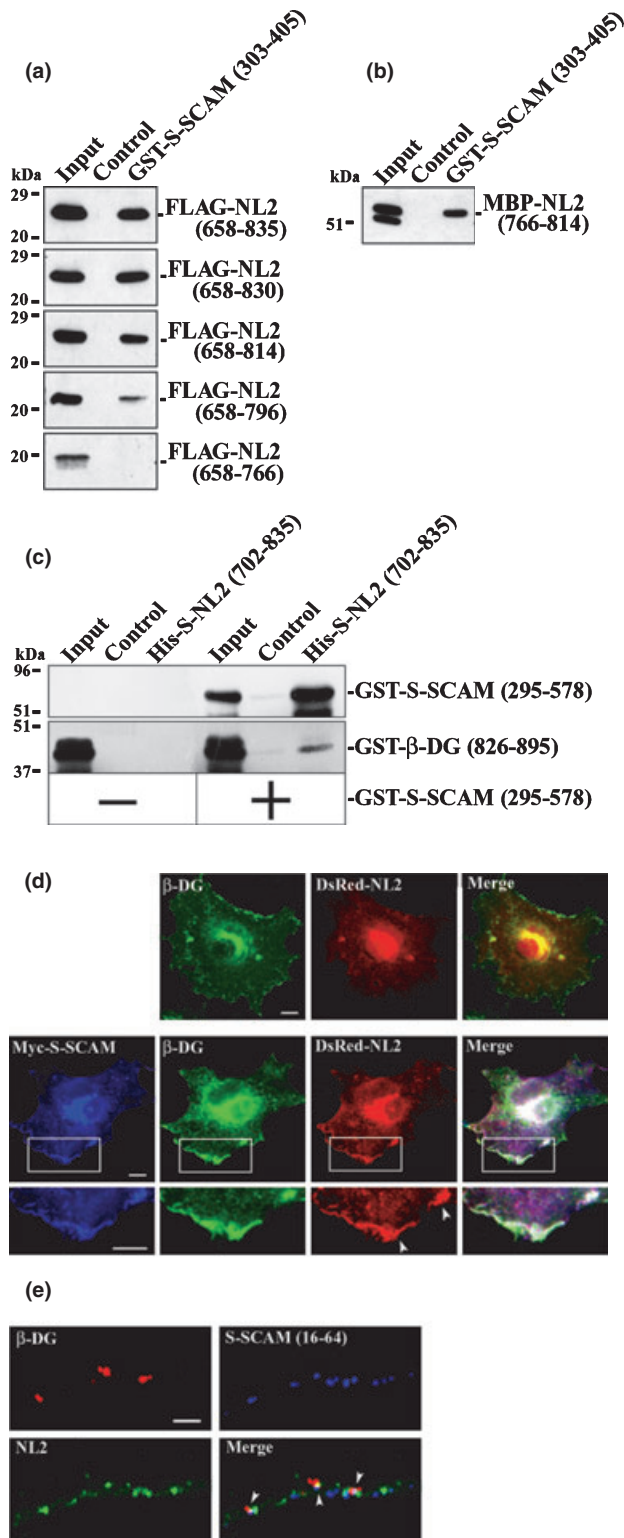 (a)
Input
Control
GST-S-SCAM (303-405)
kDa
29
20
FLAG-NL2
(658-835)
29
20
FLAG-NL2
(658-830)
29
20
FLAG-NL2
(658-814)
20
FLAG-NL2
(658-796)
20
FLAG-NL2
(658-766)
(b)
Input
Control
GST-S-SCAM (303-405)
kDa
51
MBP-NL2
(766-814)
(c)
Input
Control
His-S-NL2 (702-835)
Input
Control
His-S-NL2 (702-835)
kDa
96
51
-GST-S-SCAM (295-578)
51
37
-GST-β-DG (826-895)
− + -GST-S-SCAM (295-578)
(d)
β-DG DsRed-NL2 Merge
Myc-S-SCAM β-DG DsRed-NL2 Merge
(e)
β-DG S-SCAM (16-64)
NL2 Merge